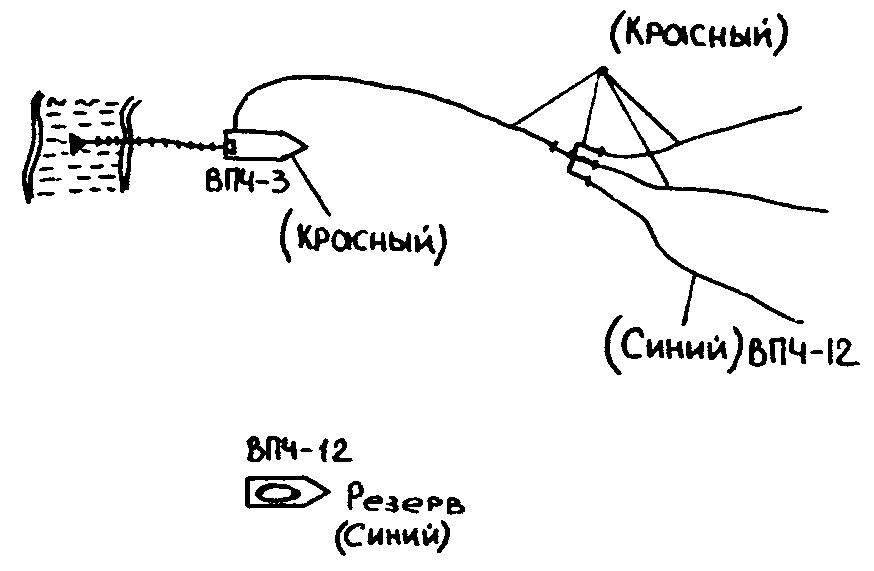 (Красный)
ВПЧ-3
(Красный)
(Синий) ВПЧ-12
ВПЧ-12
Резерв
(Синий)